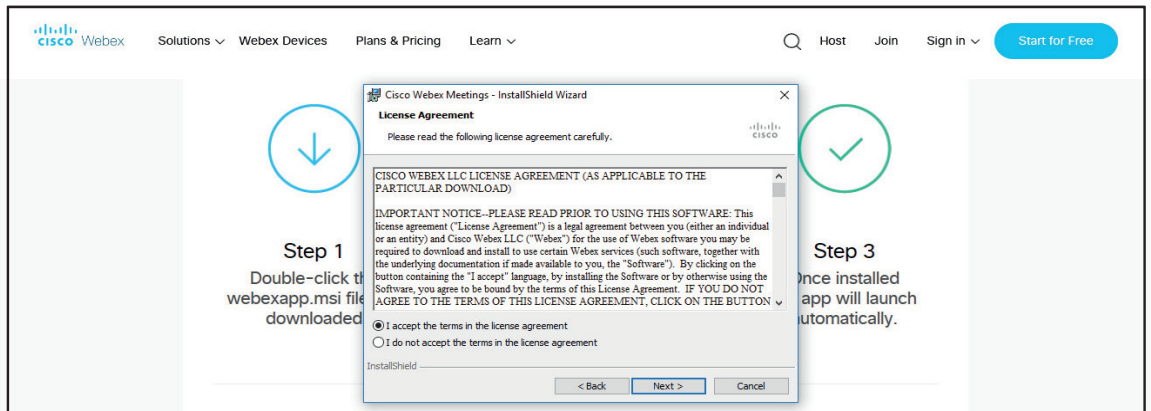 CISCO Webex Solutions Webex Devices Plans & Pricing Learn Host Join Sign in Start for Free
Cisco Webex Meetings - InstallShield Wizard
License Agreement
Please read the following license agreement carefully.
CISCO
CISCO WEBEX LLC LICENSE AGREEMENT (AS APPLICABLE TO THE
PARTICULAR DOWNLOAD)
IMPORTANT NOTICE--PLEASE READ PRIOR TO USING THIS SOFTWARE: This
license agreement ("License Agreement") is a legal agreement between you (either an individual
or an entity) and Cisco Webex LLC ("Webex") for the use of Webex software you may be
required to download and install to use certain Webex services (such software, together with
the underlying documentation if made available to you, the "Software"). By clicking on the
button containing the "I accept" language, by installing the Software or by otherwise using the
Software, you agree to be bound by the terms of this License Agreement. IF YOU DO NOT
AGREE TO THE TERMS OF THIS LICENSE AGREEMENT, CLICK ON THE BUTTON
I accept the terms in the license agreement
I do not accept the terms in the license agreement
InstallShield
< Back Next > Cancel
Step 1
Double-click
webexapp.msi
downloaded
Step 3
installed
app will launch
automatically.